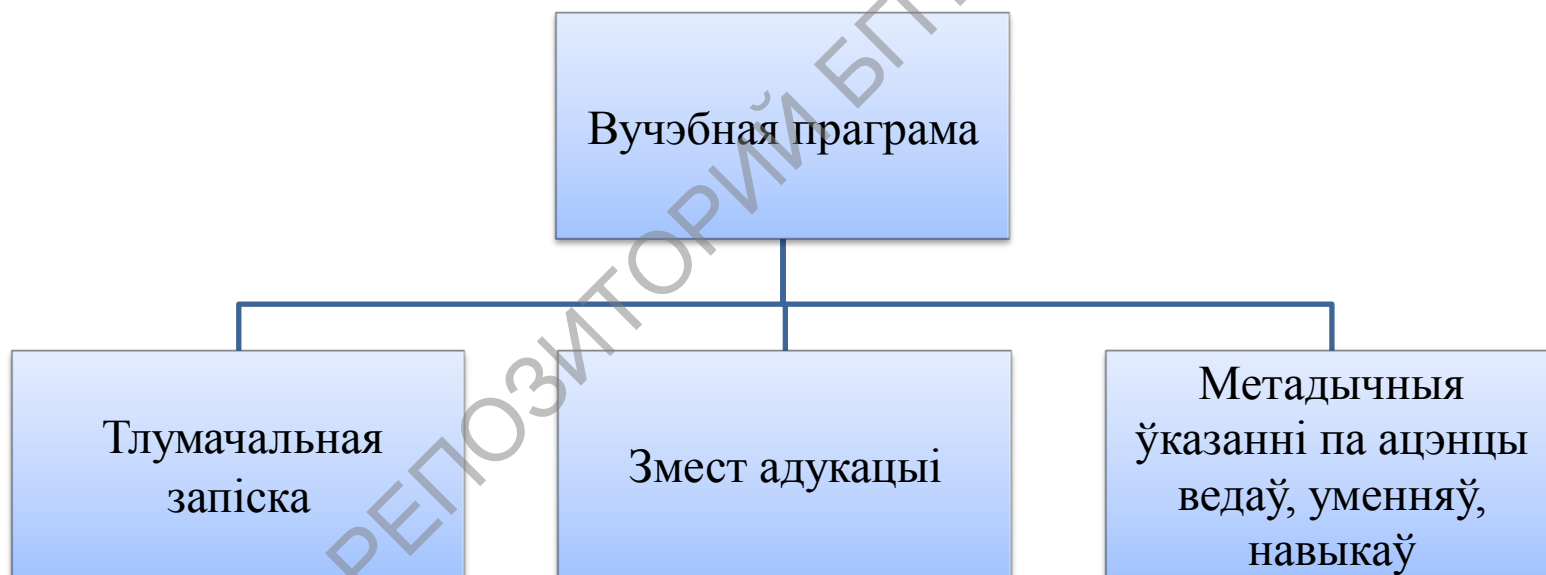 Вучэбная праграма
Тлумачальная
запіска
Змест адукацыі
Метадычныя
ўказанні па ацэнцы
ведаў, уменняў,
навыкаў
РЕПОЗИТОРИЙ